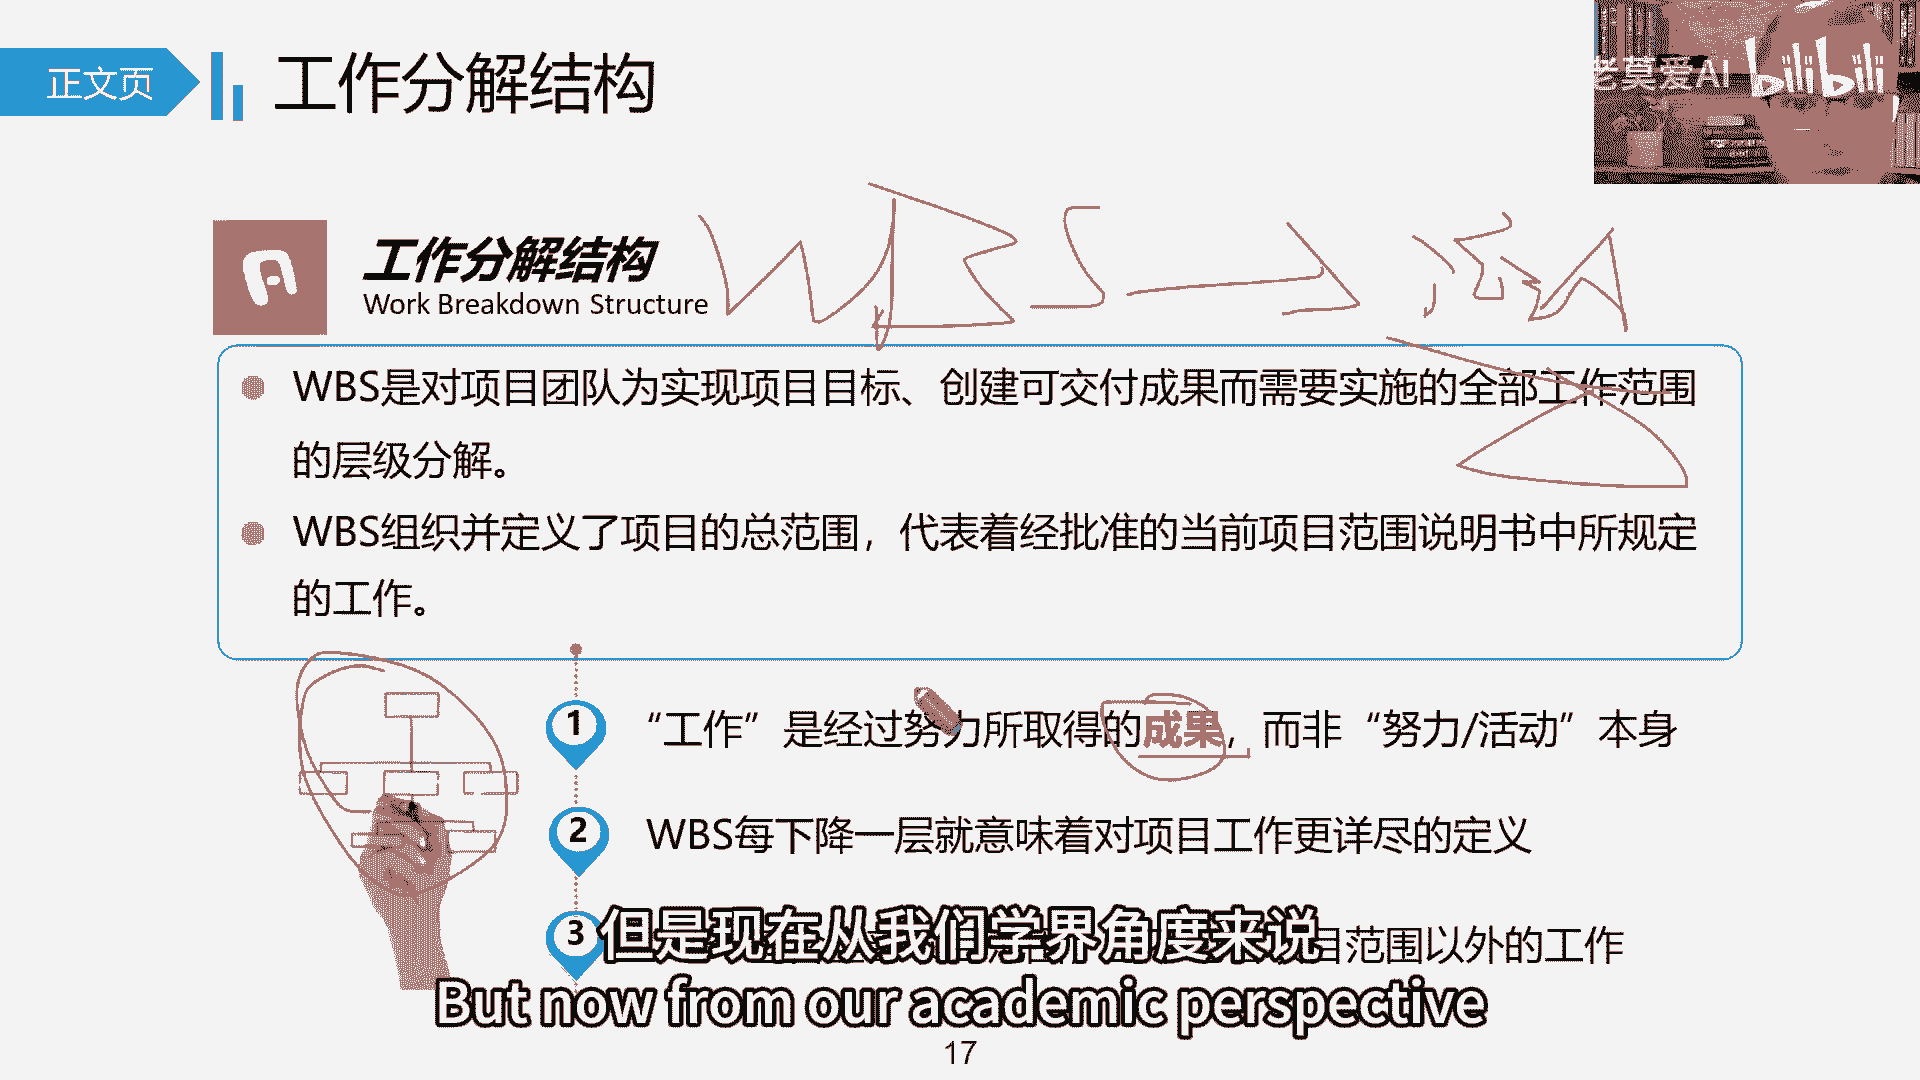 正文页
工作分解结构
老莫爱AI
bilibili
工作分解结构
Work Breakdown Structure
WBS → 活
WBS是对项目团队为实现项目目标、创建可交付成果而需要实施的全部工作范围
的层级分解。
WBS组织并定义了项目的总范围，代表着经批准的当前项目范围说明书中所规定
的工作。
1 “工作”是经过努力所取得的成果，而非“努力/活动”本身
2 WBS每下降一层就意味着对项目工作更详尽的定义
3 目范围以外的工作
但是现在从我们学界角度来说
But now from our academic perspective
17